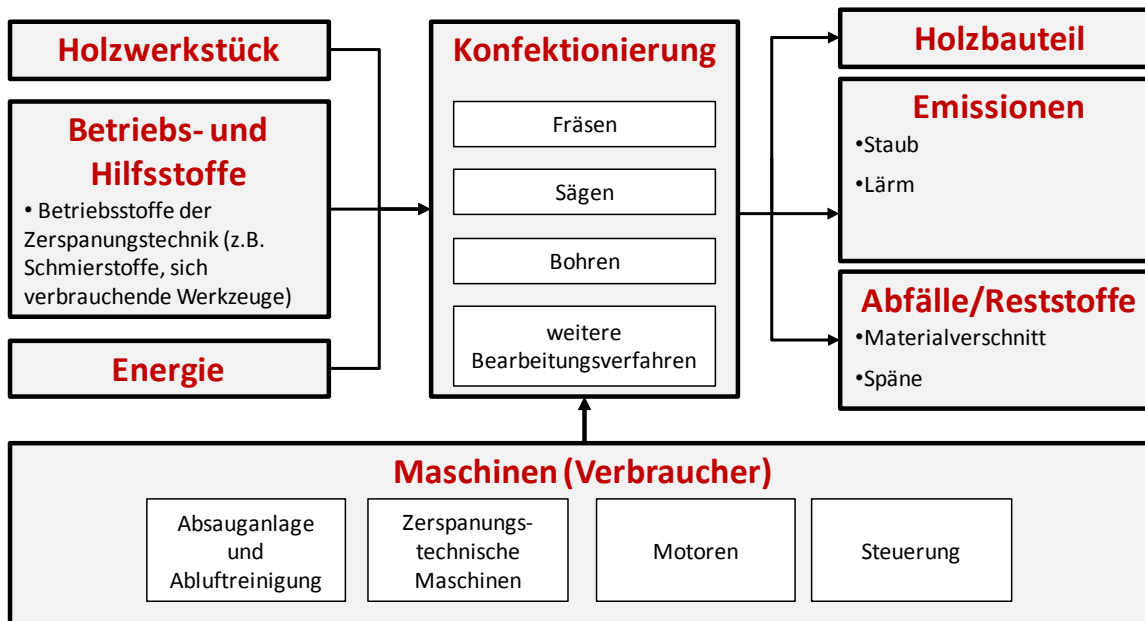 Holzwerkstück
Betriebs- und
Hilfsstoffe
• Betriebsstoffe der
Zerspanungstechnik (z.B.
Schmierstoffe, sich
verbrauchende Werkzeuge)
Energie
Konfektionierung
Fräsen
Sägen
Bohren
weitere
Bearbeitungsverfahren
Holzbauteil
Emissionen
•Staub
•Lärm
Abfälle/Reststoffe
•Materialverschnitt
•Späne
Maschinen (Verbraucher)
Absauganlage
und
Abluftreinigung
Zerspanungs-
technische
Maschinen
Motoren
Steuerung